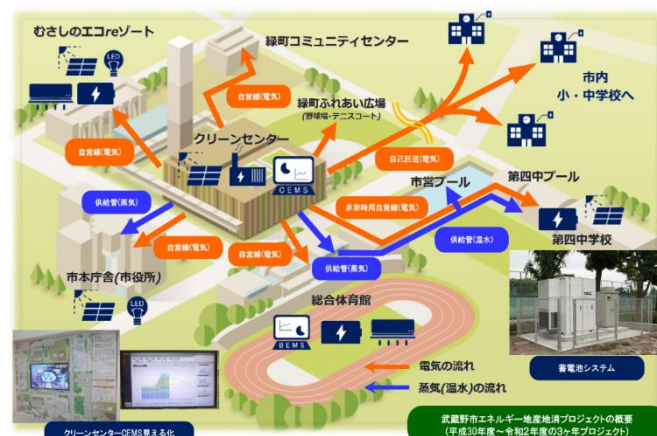 むさしのエコreゾート
LED
緑町コミュニティセンター
自営線(電気)
緑町ふれあい広場
(野球場・テニスコート)
市内
小・中学校へ
クリーンセンター
自営線(電気)
CEMS
自己託送(電気)
市営プール
第四中プール
供給管(蒸気)
非常時用自営線(電気)
第四中学校
自営線(電気)
自営線(電気)
供給管(蒸気)
供給管(温水)
市本庁舎(市役所)
LED
総合体育館
BEMS
電気の流れ
蒸気(温水)の流れ
蓄電池システム
クリーンセンターCEMS見える化
武蔵野市エネルギー地産地消プロジェクトの概要
(平成30年度~令和2年度の3ヶ年プロジェクト)